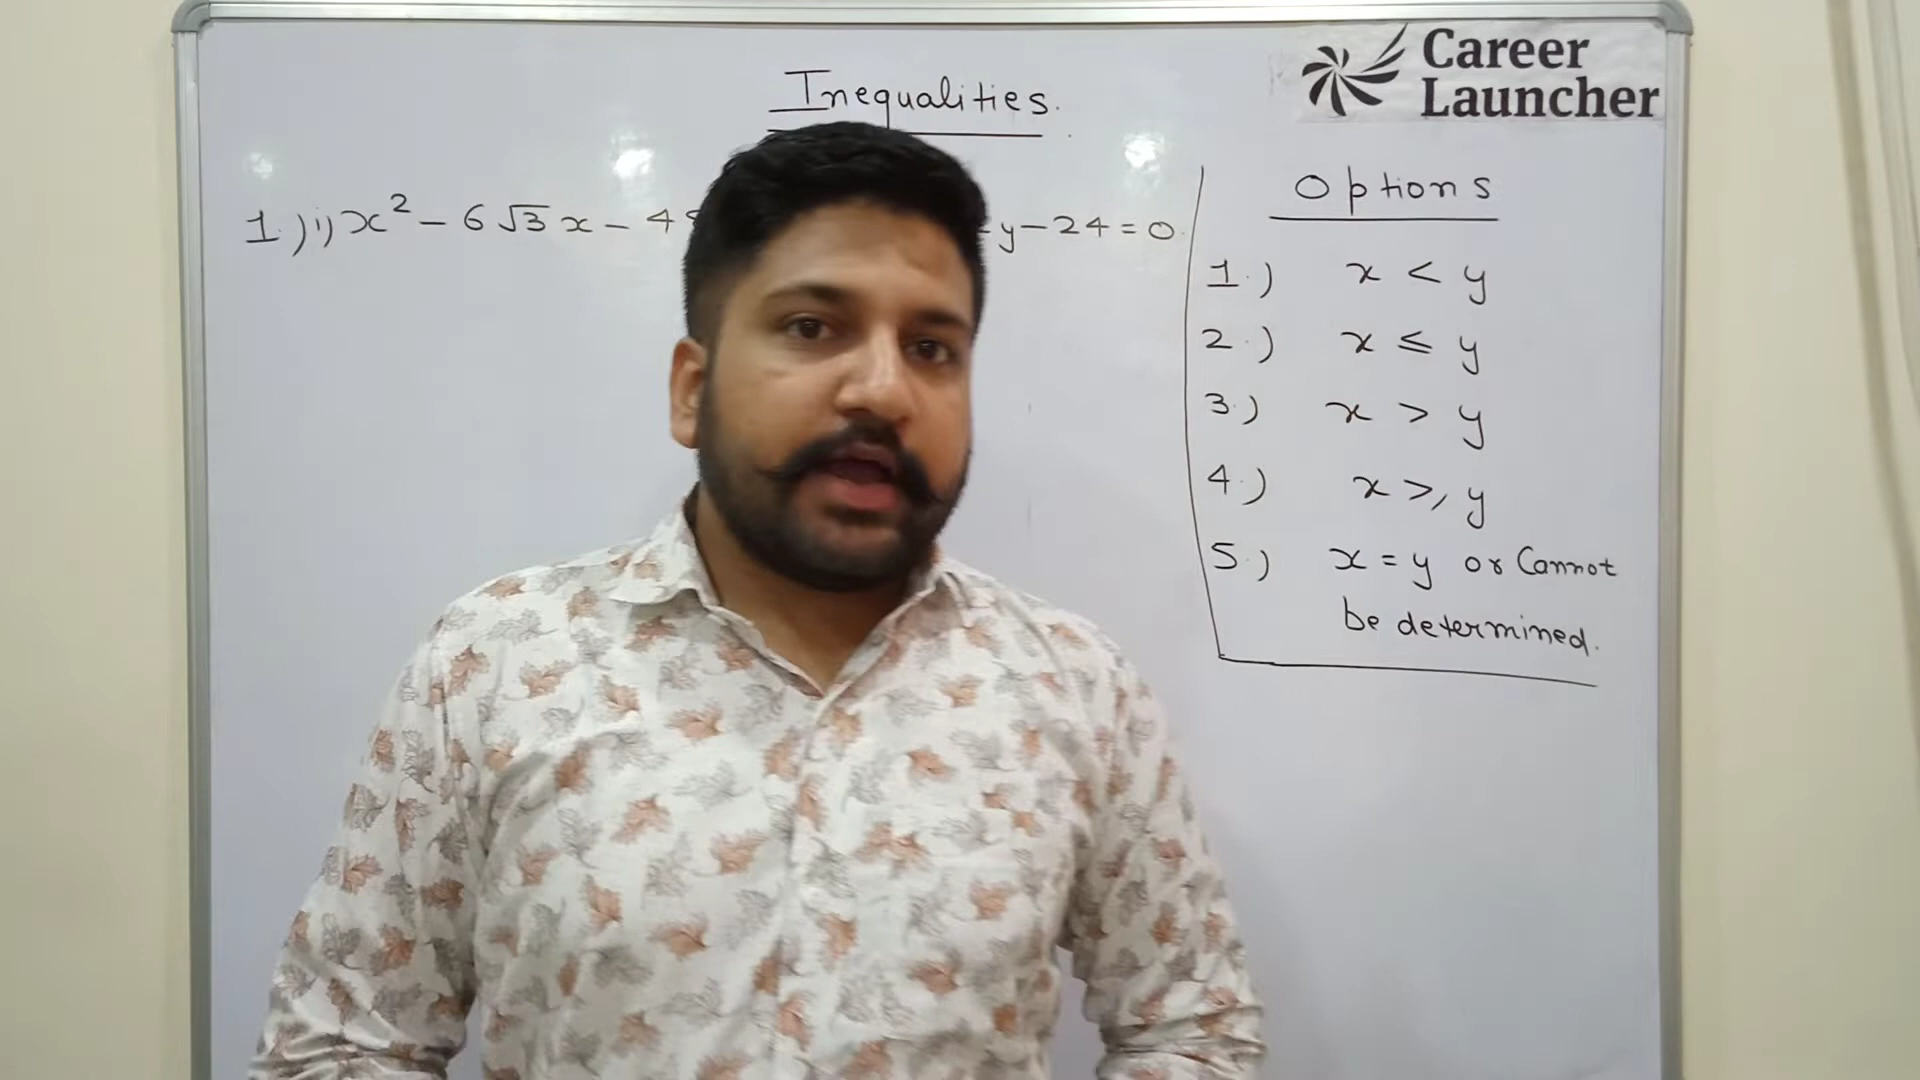 Career
Launcher
Inequalities.
1.) i) x² - 6√3x - 4
y - 24 = 0.
Options
1.) x < y
2.) x ≤ y
3.) x > y
4.) x ≥ y
5.) x = y or Cannot
be determined.